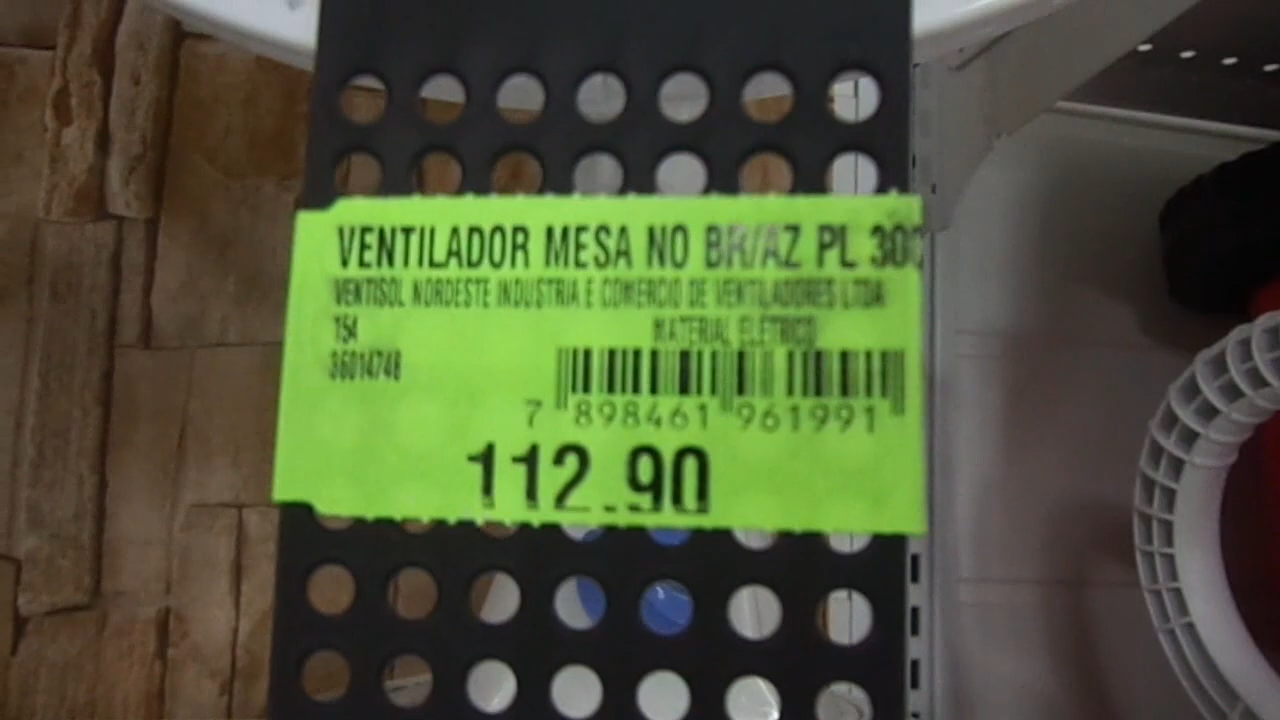 VENTILADOR MESA NO BR/AZ PL 300
VENTISOL NORDESTE INDUSTRIA E COMERCIO DE VENTILADORES LTDA
154 MATERIAL ELETRICO
36014748
7 898461 961991
112.90